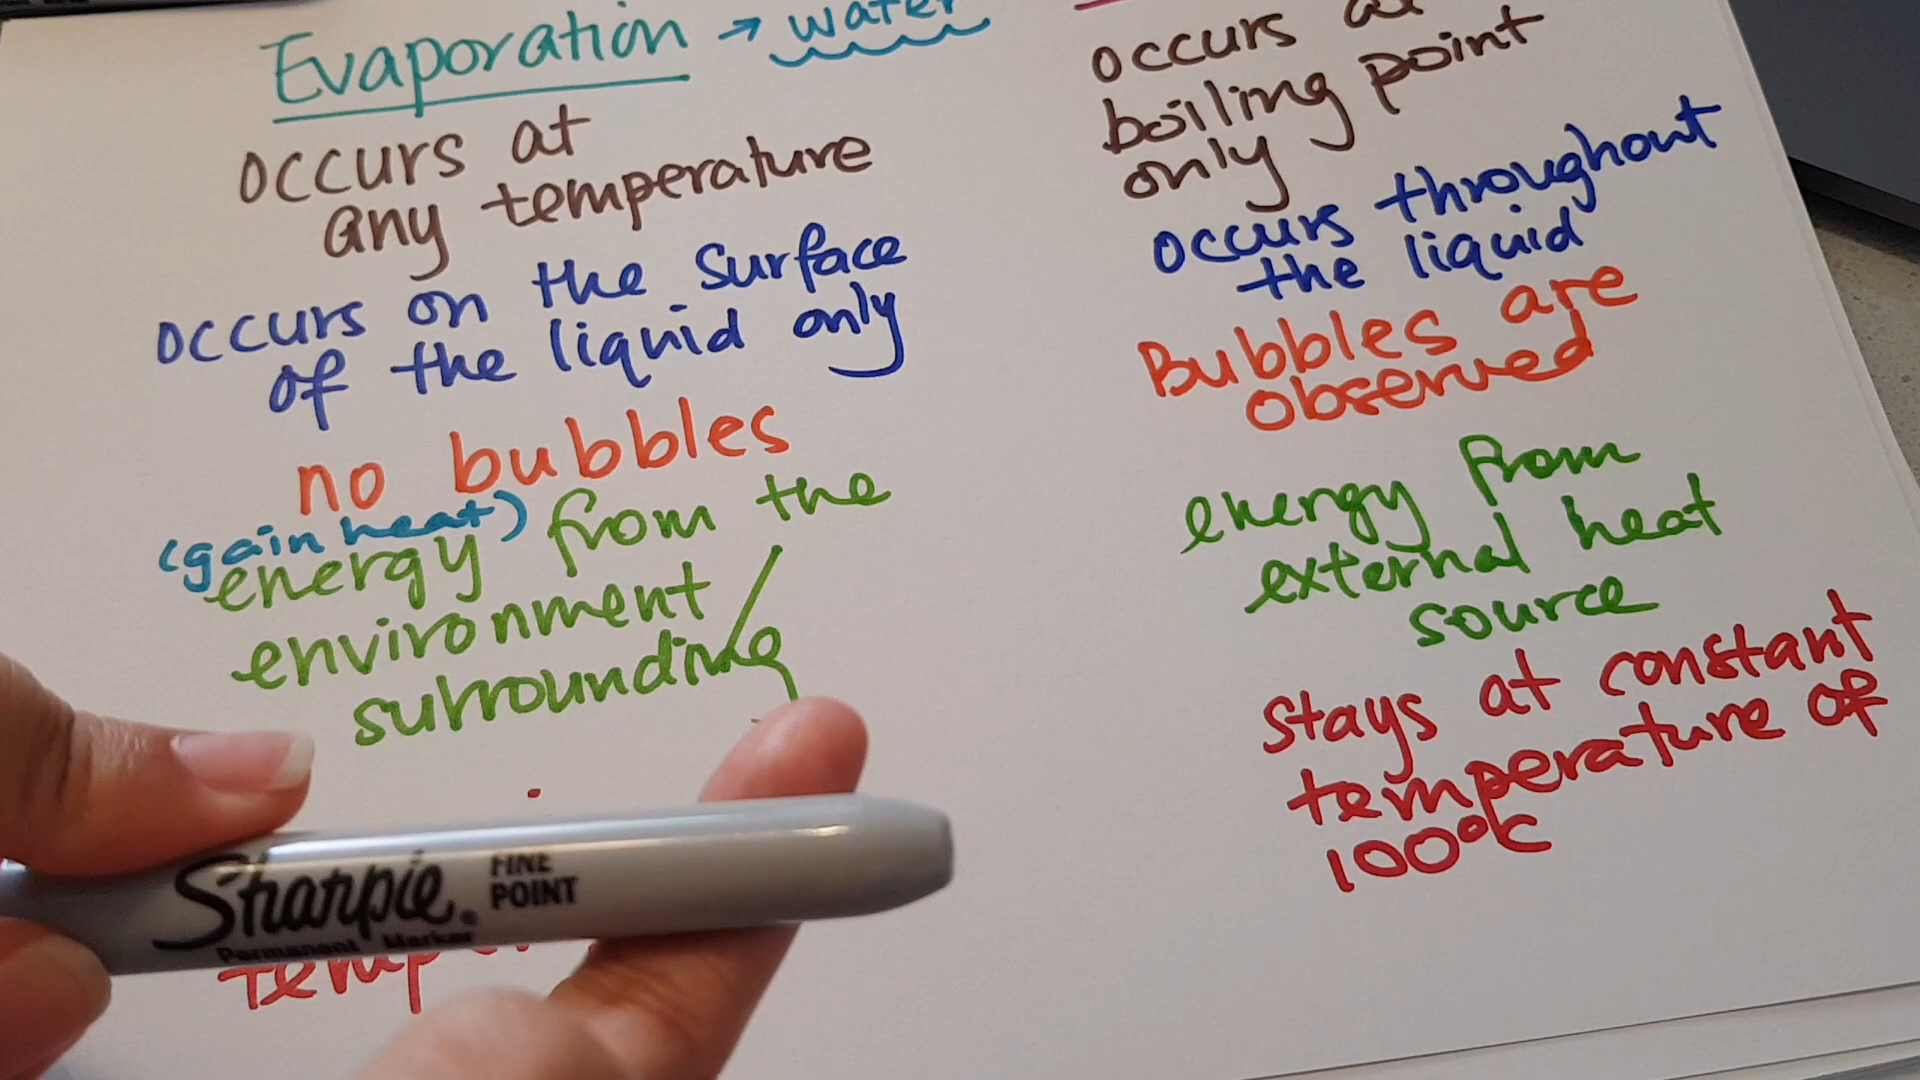 Evaporation → water
occurs at
any temperature
occurs on the surface
of the liquid only
no bubbles
(gain heat)
energy from the
environment /
surrounding
occurs at
boiling point
only
occurs throughout
the liquid
Bubbles are
observed
energy from
external heat
source
stays at constant
temperature of
100°C
Sharpie®
FINE
POINT
Permanent Marker